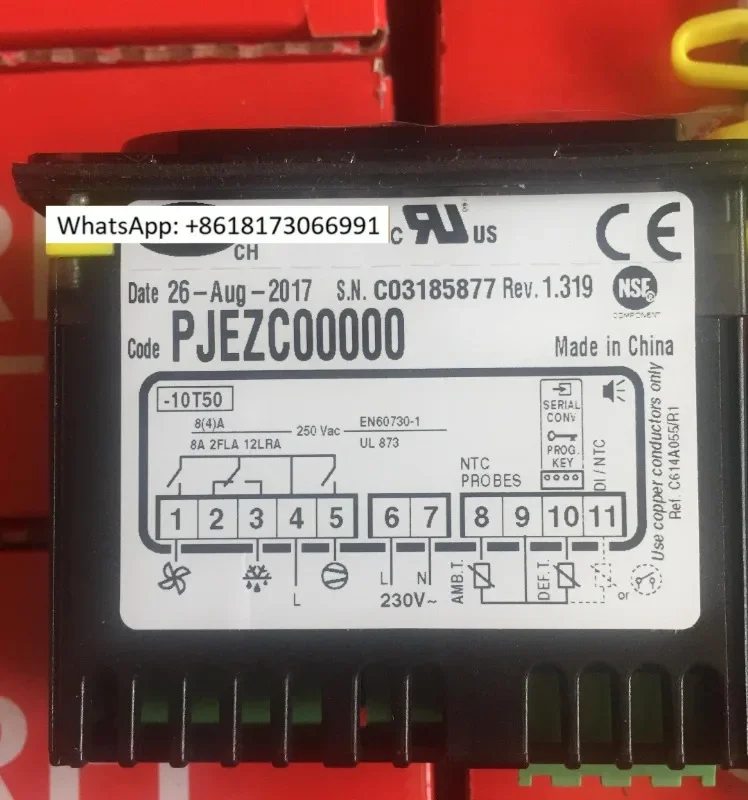 WhatsApp: +8618173066991
CH
C RU ® US
CE
Date 26-Aug-2017 S.N. C03185877 Rev. 1.319
NSF®
COMPONENT
Code PJEZC00000
Made in China
-10T50
8(4)A
8A 2FLA 12LRA
250 Vac
EN60730-1
UL 873
SERIAL
CONV
PROG.
KEY
NTC
PROBES
DI / NTC
1 2 3 4 5 6 7 8 9 10 11
L
L N
230V~
AMB.T.
DEF.T.
or
Use copper conductors only
Ref. C614A055/R1